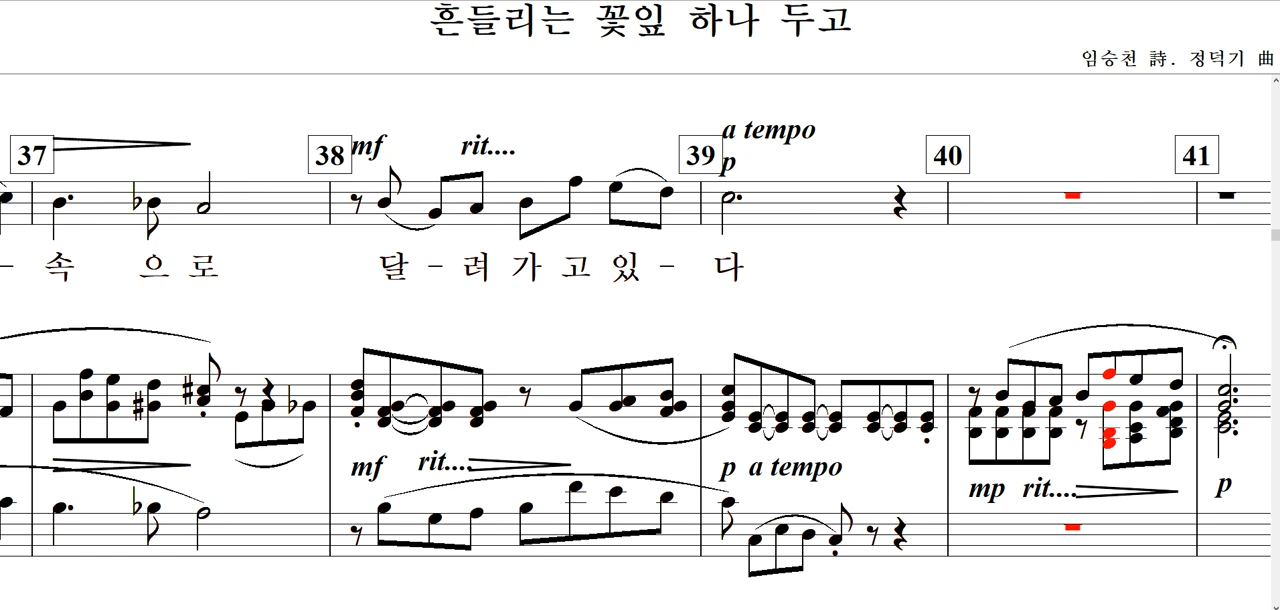 흔들리는 꽃잎 하나 두고
임승천 詩. 정덕기 曲
a tempo
37 38 mf rit.... 39 p 40 41
– 속 으 로 달 – 려 가 고 있 – 다
mf rit.... p a tempo mp rit.... p